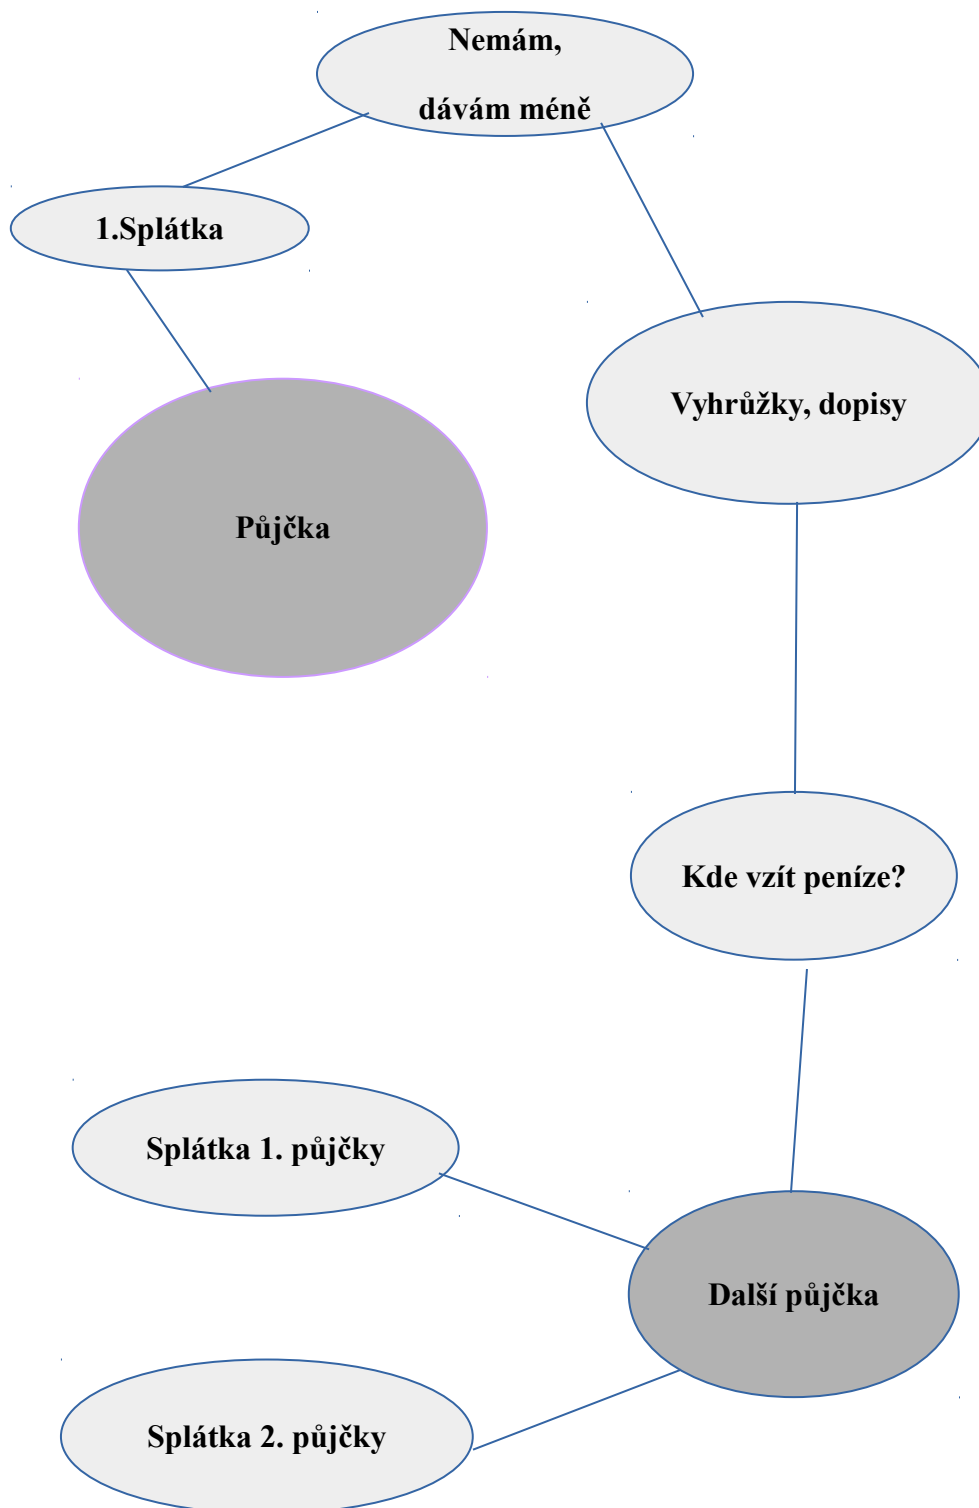 Nemám,
dávám méně
1.Splátka
Vyhrůžky, dopisy
Půjčka
Kde vzít peníze?
Splátka 1. půjčky
Další půjčka
Splátka 2. půjčky